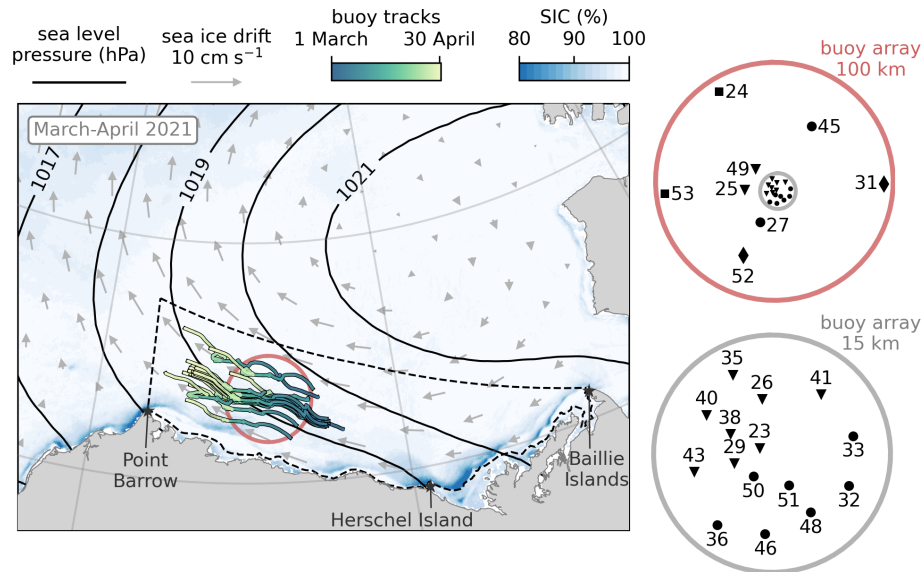 sea level
pressure (hPa)
sea ice drift
10 cm s⁻¹
buoy tracks
1 March 30 April
SIC (%)
80 90 100
March-April 2021
1017
1019
1021
Point
Barrow
Herschel Island
Baillie
Islands
buoy array
100 km
24
45
49
31
25
53
27
52
buoy array
15 km
35
26
41
40
38
23
33
29
43
50
51
32
48
36
46